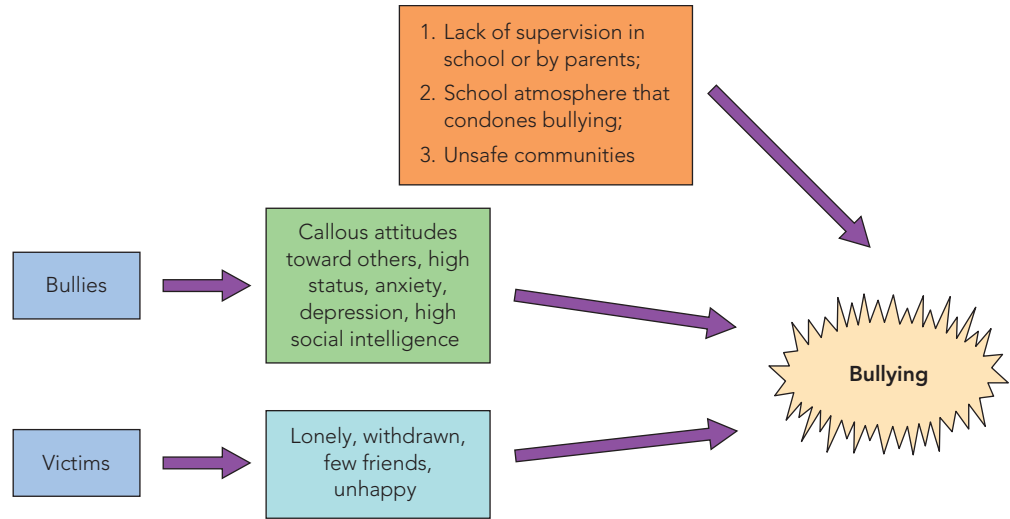 1. Lack of supervision in
school or by parents;
2. School atmosphere that
condones bullying;
3. Unsafe communities
Bullies
Callous attitudes
toward others, high
status, anxiety,
depression, high
social intelligence
Bullying
Victims
Lonely, withdrawn,
few friends,
unhappy